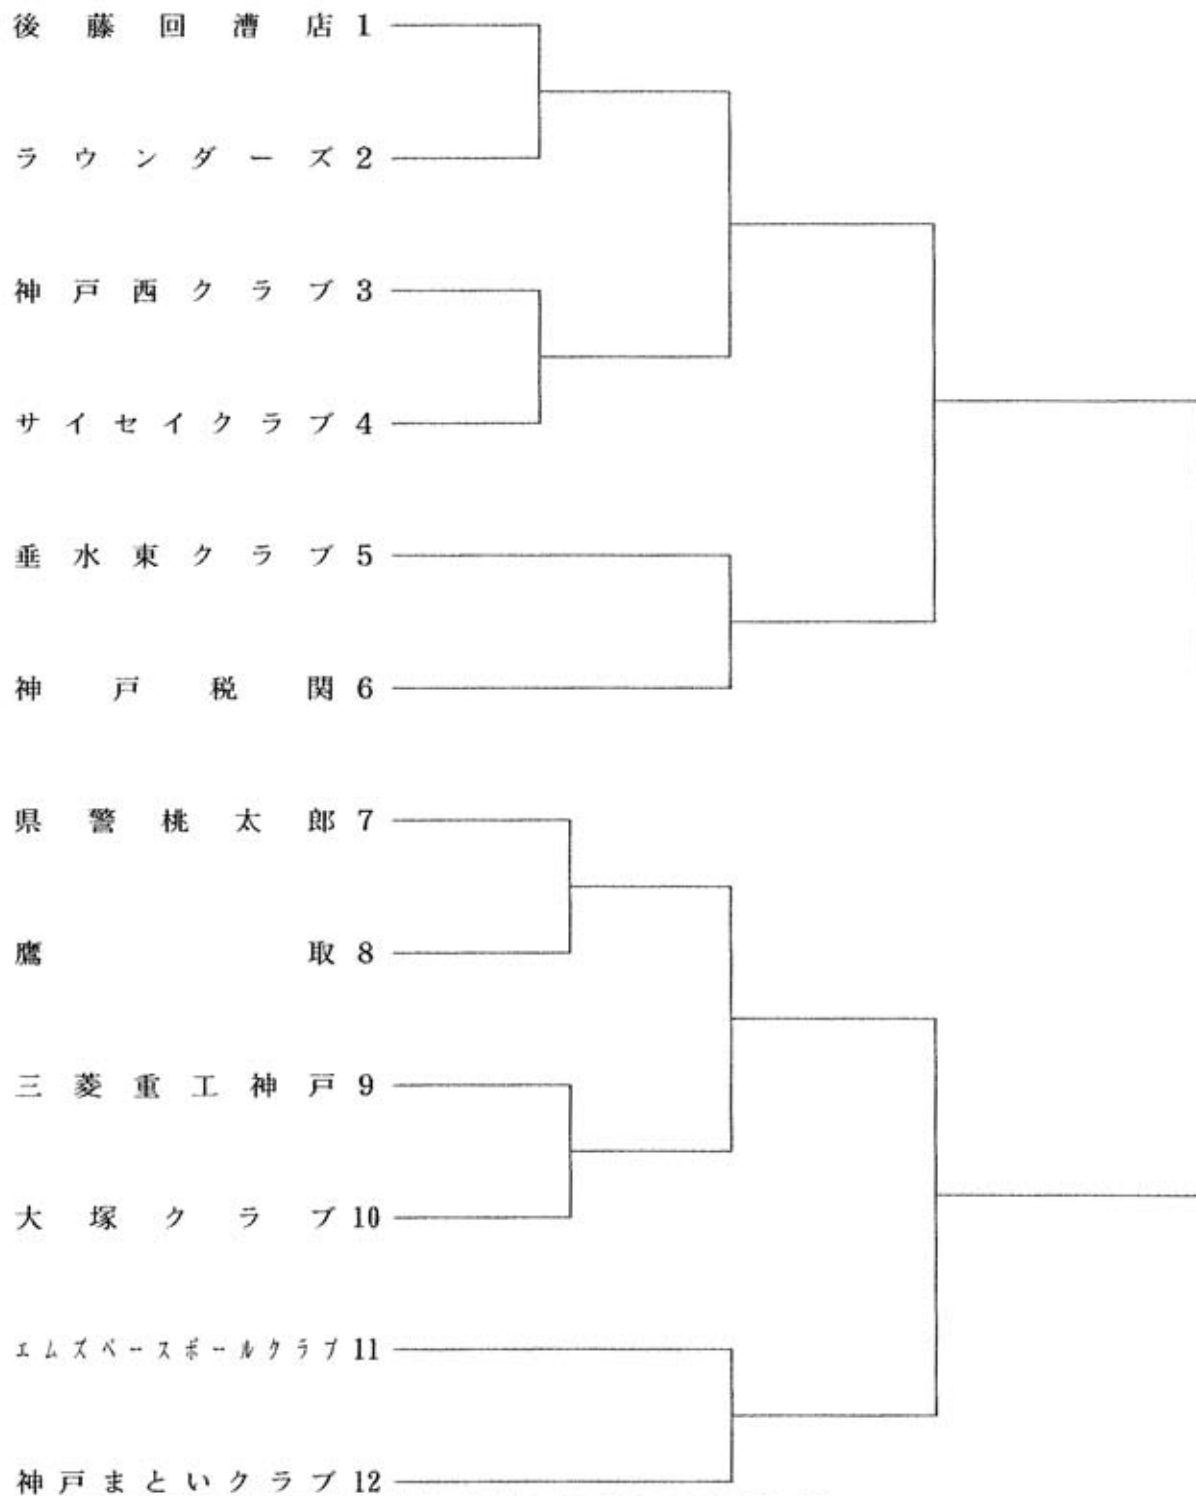 後藤回漕店 1
ラウンダーズ 2
神戸西クラブ 3
サイセイクラブ 4
垂水東クラブ 5
神戸税関 6
県警桃太郎 7
鷹取 8
三菱重工神戸 9
大塚クラブ 10
エムズベースボールクラブ 11
神戸まといクラブ 12